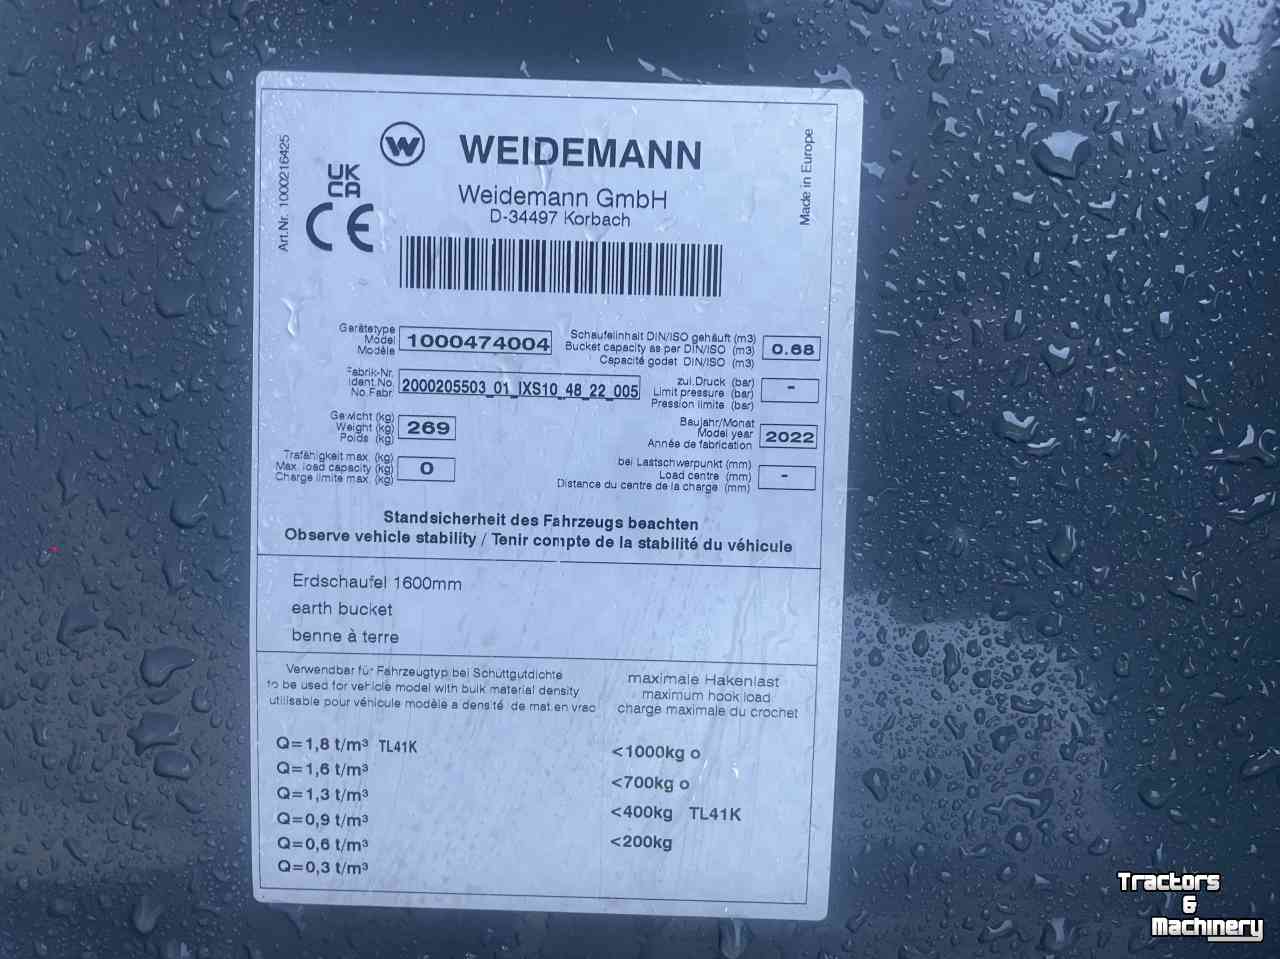 Art.Nr. 1000216425
UK
CA
CE
W WEIDEMANN
Weidemann GmbH
D-34497 Korbach
Made in Europe
Gerätetype
Model
Modèle
1000474004
Schaufelinhalt DIN/ISO gehäuft (m3)
Bucket capacity as per DIN/ISO (m3)
Capacité godet DIN/ISO (m3)
0.68
Fabrik-Nr.
Ident.No.
No.Fabr.
2000205503_01_IXS10_48_22_005
zul.Druck (bar)
Limit pressure (bar)
Pression limite (bar)
-
Gewicht (kg)
Weight (kg)
Poids (kg)
269
Baujahr/Monat
Model year
Année de fabrication
2022
Trafähigkeit max. (kg)
Max. load capacity (kg)
Charge limite max. (kg)
0
bei Lastschwerpunkt (mm)
Load centre (mm)
Distance du centre de la charge (mm)
-
Standsicherheit des Fahrzeugs beachten
Observe vehicle stability / Tenir compte de la stabilité du véhicule
Erdschaufel 1600mm
earth bucket
benne à terre
Verwendbar für Fahrzeugtyp bei Schüttgutdichte
to be used for vehicle model with bulk material density
utilisable pour véhicule modèle a densité de mat.en vrac
maximale Hakenlast
maximum hook load
charge maximale du crochet
Q=1,8 t/m³ TL41K
Q=1,6 t/m³
Q=1,3 t/m³
Q=0,9 t/m³
Q=0,6 t/m³
Q=0,3 t/m³
<1000kg o
<700kg o
<400kg TL41K
<200kg
Tractors
&
Machinery